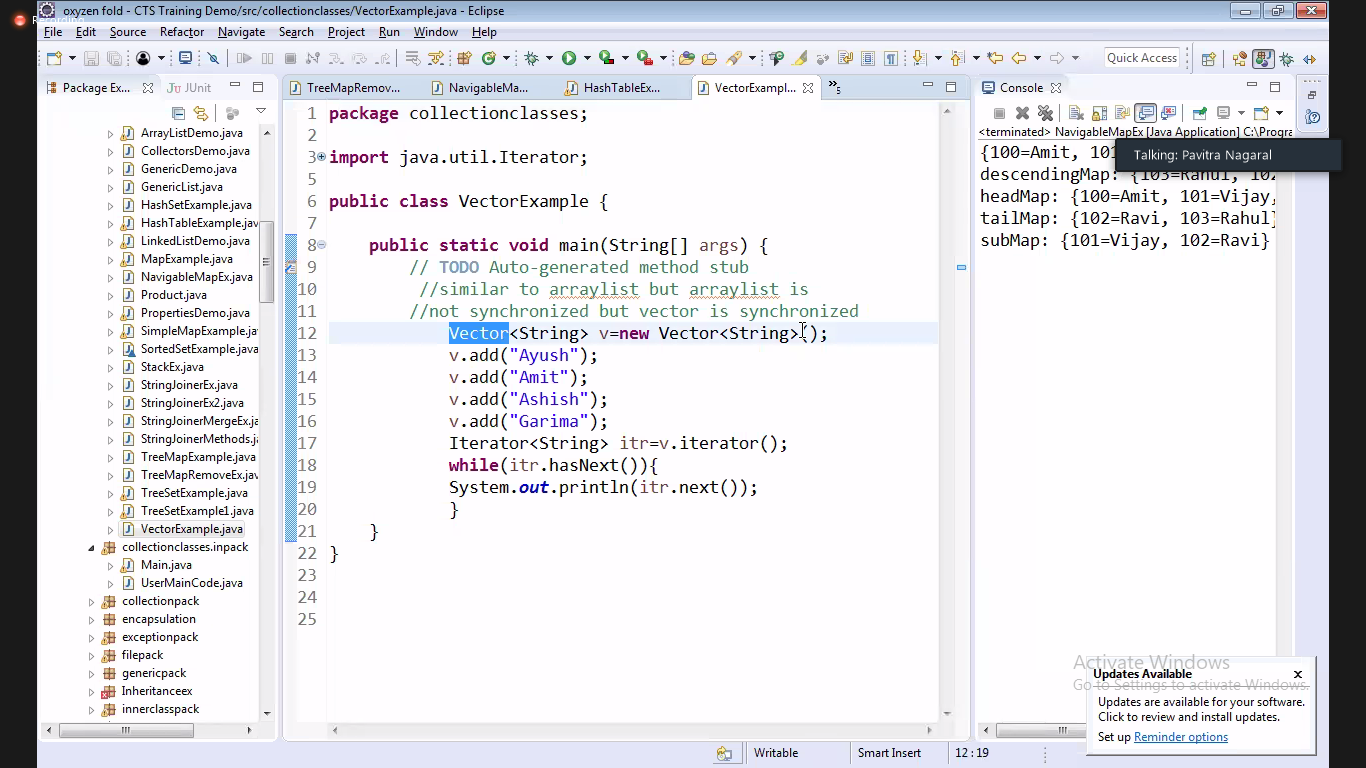 oxyzen fold - CTS Training Demo/src/collectionclasses/VectorExample.java - Eclipse
File Edit Source Refactor Navigate Search Project Run Window Help
Quick Access
Package Ex...
JUnit
ArrayListDemo.java
CollectorsDemo.java
GenericDemo.java
GenericList.java
HashSetExample.java
HashTableExample.jav
LinkedListDemo.java
MapExample.java
NavigableMapEx.java
Product.java
PropertiesDemo.java
SimpleMapExample.jav
SortedSetExample.java
StackEx.java
StringJoinerEx.java
StringJoinerEx2.java
StringJoinerMergeEx.ja
StringJoinerMethods.ja
TreeMapExample.java
TreeMapRemoveEx.jav
TreeSetExample.java
TreeSetExample1.java
VectorExample.java
collectionclasses.inpack
Main.java
UserMainCode.java
collectionpack
encapsulation
exceptionpack
filepack
genericpack
Inheritanceex
innerclasspack
TreeMapRemov... NavigableMa... HashTableEx... VectorExampl... »5
1 package collectionclasses;
2
3 import java.util.Iterator;
5
6 public class VectorExample {
7
8 public static void main(String[] args) {
9 // TODO Auto-generated method stub
10 //similar to arraylist but arraylist is
11 //not synchronized but vector is synchronized
12 Vector<String> v=new Vector<String>();
13 v.add("Ayush");
14 v.add("Amit");
15 v.add("Ashish");
16 v.add("Garima");
17 Iterator<String> itr=v.iterator();
18 while(itr.hasNext()){
19 System.out.println(itr.next());
20 }
21 }
22 }
23
24
25
Console
<terminated> NavigableMapEx [Java Application] C:\Progra
{100=Amit, 101
Talking: Pavitra Nagaral
descendingMap: {103=Rahul, 102
headMap: {100=Amit, 101=Vijay,
tailMap: {102=Ravi, 103=Rahul}
subMap: {101=Vijay, 102=Ravi}
Activate Windows
Go to Settings to activate Windows.
Updates Available
Updates are available for your software.
Click to review and install updates.
Set up Reminder options
Writable
Smart Insert
12 : 19